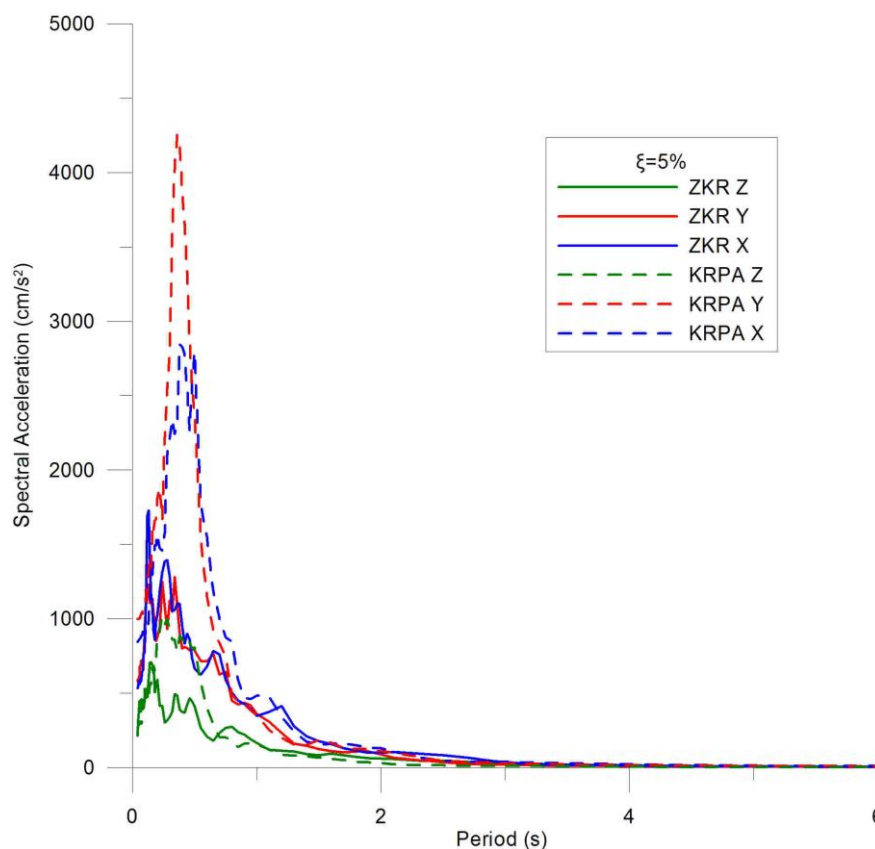 5000
4000
3000
2000
1000
0
Spectral Acceleration (cm/s²)
ξ=5%
ZKR Z
ZKR Y
ZKR X
KRPA Z
KRPA Y
KRPA X
0 2 4 6
Period (s)